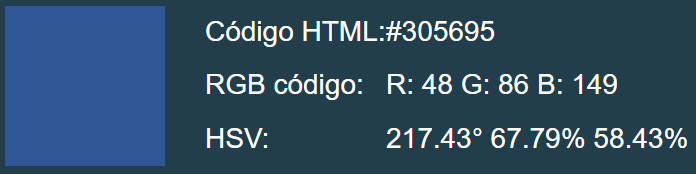 Código HTML:#305695
RGB código: R: 48 G: 86 B: 149
HSV: 217.43° 67.79% 58.43%